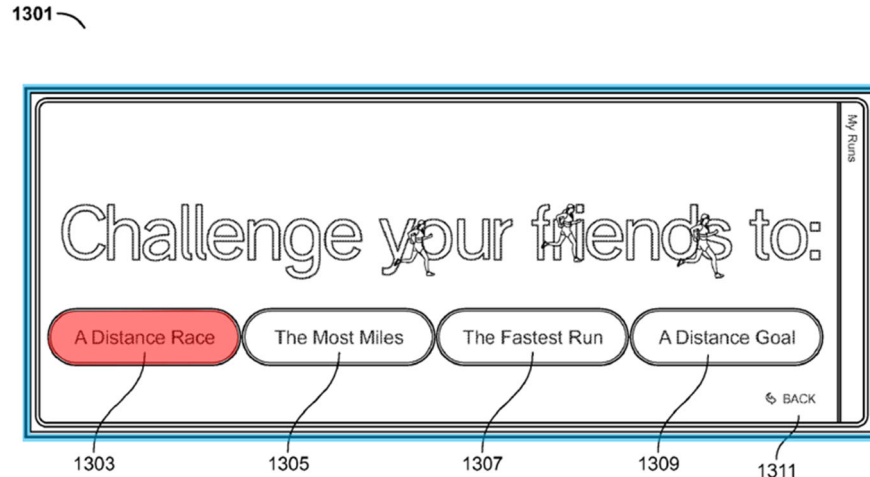 1301
My Runs
Challenge your friends to:
A Distance Race
The Most Miles
The Fastest Run
A Distance Goal
BACK
1303
1305
1307
1309
1311